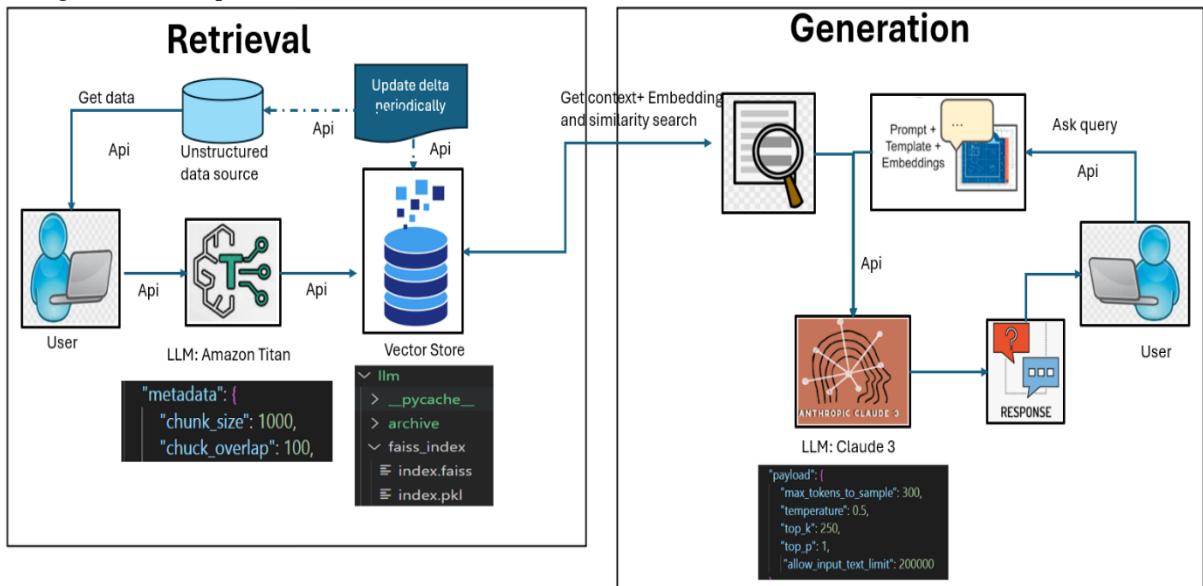 Retrieval
Get data
Api
Unstructured
data source
Api
Update delta
periodically
Api
User
Api
LLM: Amazon Titan
Api
Vector Store
"metadata": {
"chunk_size": 1000,
"chuck_overlap": 100,
llm
__pycache__
archive
faiss_index
index.faiss
index.pkl
Generation
Get context+ Embedding
and similarity search
Prompt +
Template +
Embeddings
...
Ask query
Api
User
Api
ANTHROPIC CLAUDE 3
LLM: Claude 3
RESPONSE
"payload": {
"max_tokens_to_sample": 300,
"temperature": 0.5,
"top_k": 250,
"top_p": 1,
"allow_input_text_limit": 200000